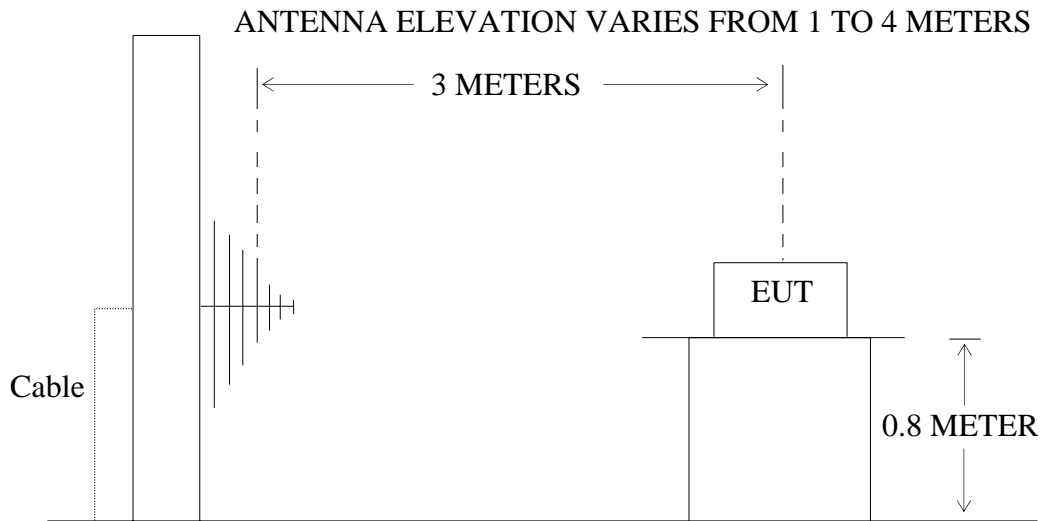 ANTENNA ELEVATION VARIES FROM 1 TO 4 METERS
3 METERS
EUT
Cable
0.8 METER